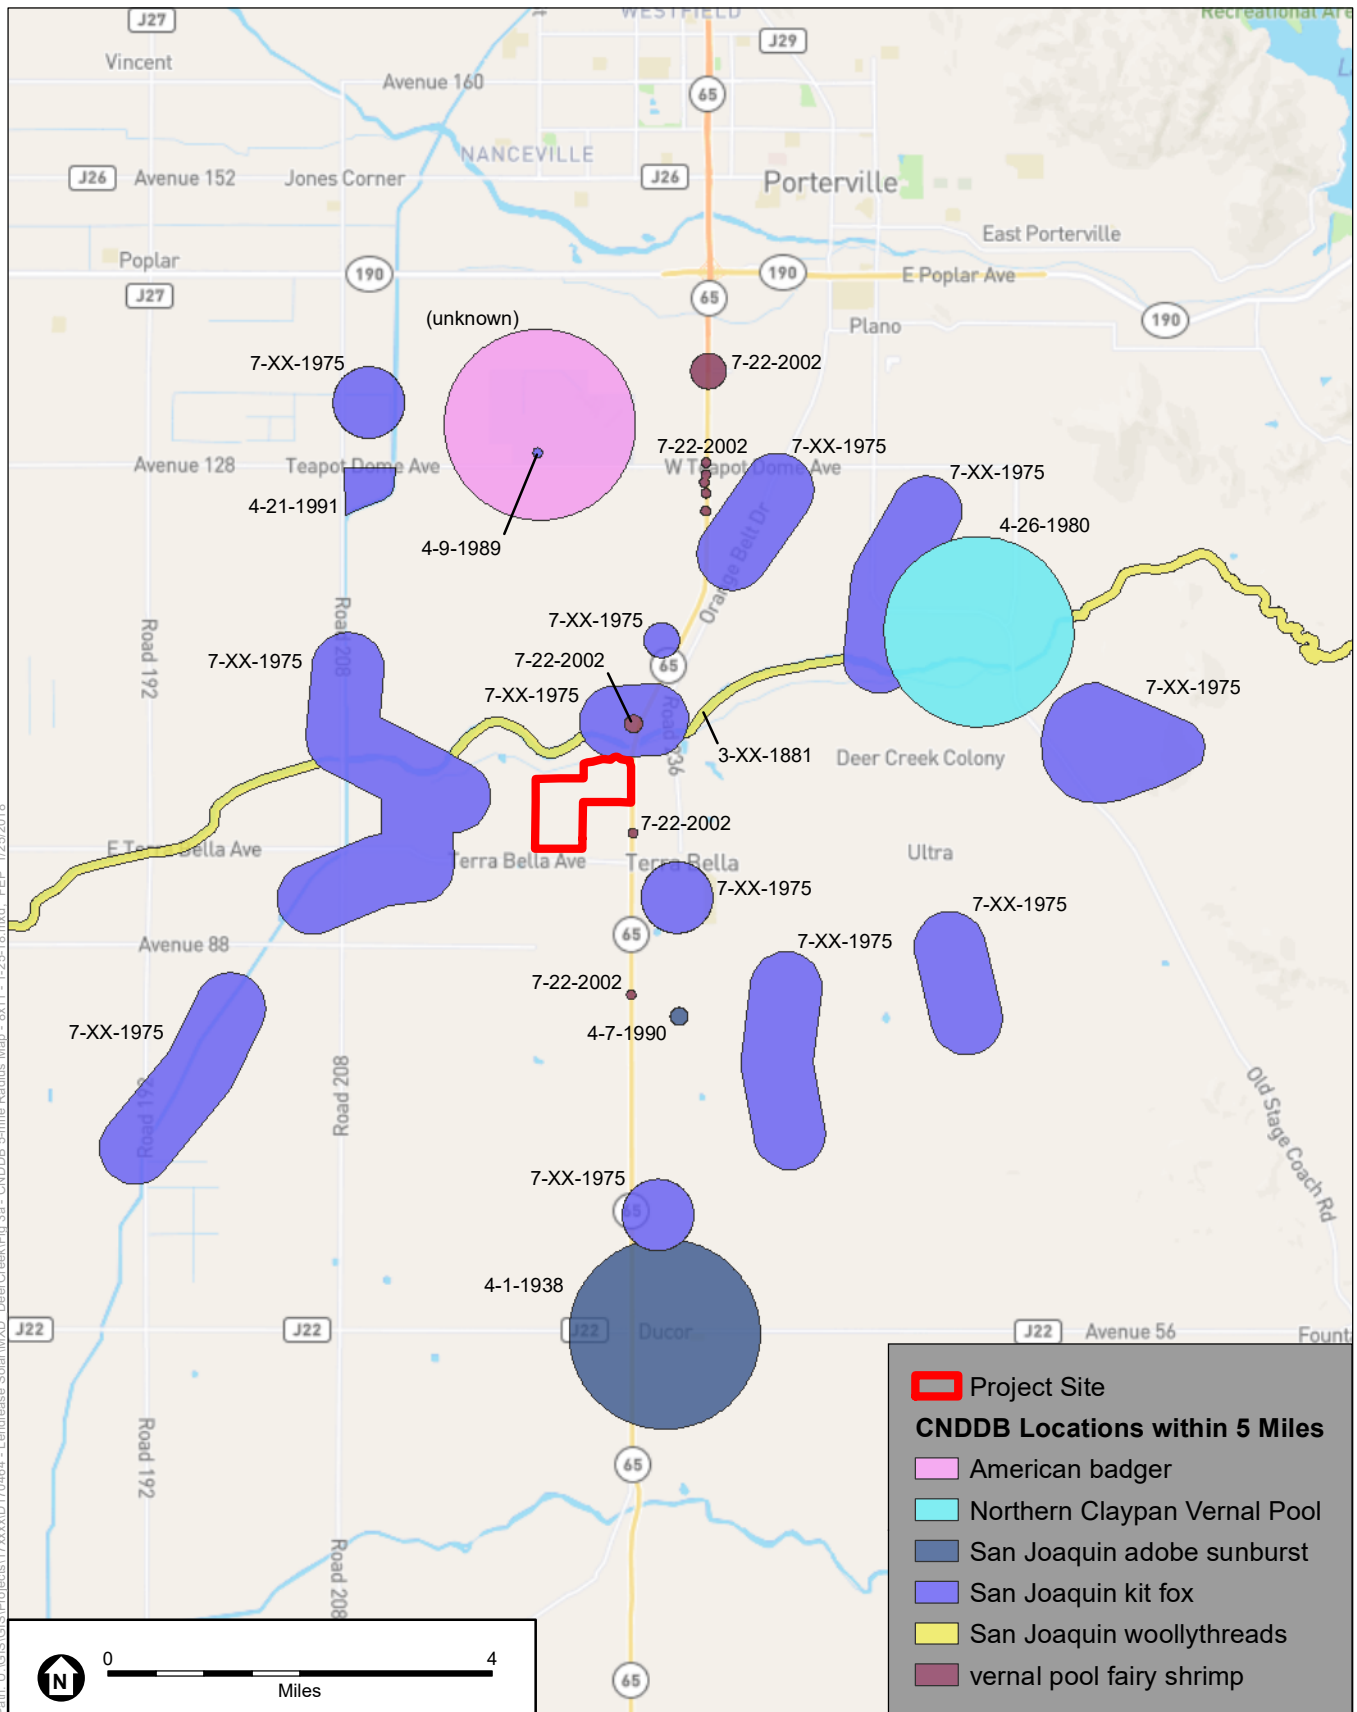 WESTFIELD
Recreational Are
J27
J29
Vincent
Avenue 160
65
NANCEVILLE
J26
Avenue 152
Jones Corner
J26
Porterville
East Porterville
Poplar
190
190
E Poplar Ave
J27
65
190
(unknown)
Plano
7-XX-1975
7-22-2002
7-22-2002
7-XX-1975
Avenue 128
Teapot Dome Ave
W Teapot Dome Ave
7-XX-1975
4-21-1991
4-26-1980
4-9-1989
Orange Belt Dr
Road 192
Road 208
7-XX-1975
7-XX-1975
7-22-2002
65
7-XX-1975
7-XX-1975
Road 236
3-XX-1881
Deer Creek Colony
7-22-2002
E Terra Bella Ave
Terra Bella Ave
Terra Bella
Ultra
7-XX-1975
7-XX-1975
65
Avenue 88
7-XX-1975
7-22-2002
7-XX-1975
4-7-1990
Road 192
Road 208
Old Stage Coach Rd
7-XX-1975
65
4-1-1938
J22
J22
J22
Ducor
J22
Avenue 56
Fount
Road 192
65
Road 208
65
Project Site
CNDDB Locations within 5 Miles
American badger
Northern Claypan Vernal Pool
San Joaquin adobe sunburst
San Joaquin kit fox
San Joaquin woollythreads
vernal pool fairy shrimp
N
0
4
Miles